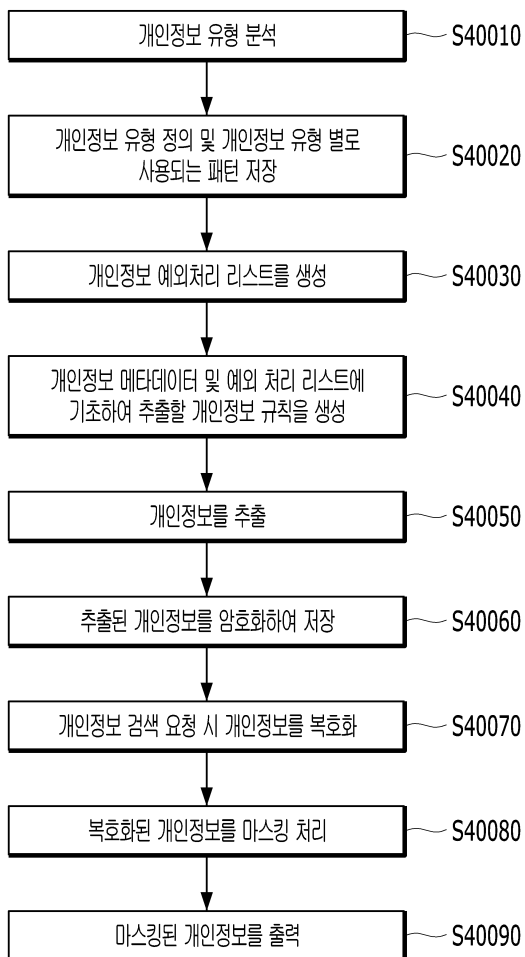 개인정보 유형 분석
S40010
개인정보 유형 정의 및 개인정보 유형 별로
사용되는 패턴 저장
S40020
개인정보 예외처리 리스트를 생성
S40030
개인정보 메타데이터 및 예외 처리 리스트에
기초하여 추출할 개인정보 규칙을 생성
S40040
개인정보를 추출
S40050
추출된 개인정보를 암호화하여 저장
S40060
개인정보 검색 요청 시 개인정보를 복호화
S40070
복호화된 개인정보를 마스킹 처리
S40080
마스킹된 개인정보를 출력
S40090